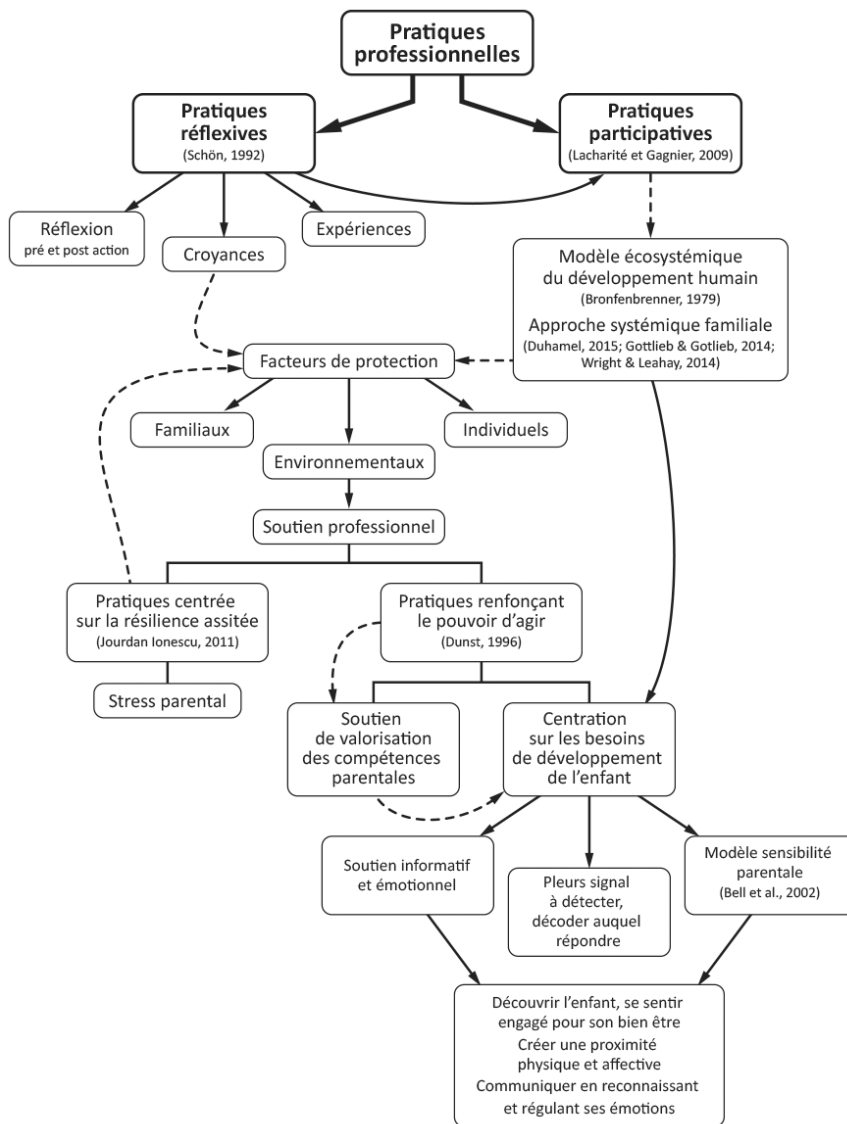 Pratiques
professionnelles
Pratiques
réflexives
(Schön, 1992)
Pratiques
participatives
(Lacharité et Gagnier, 2009)
Réflexion
pré et post action
Croyances
Expériences
Modèle écosystémique
du développement humain
(Bronfenbrenner, 1979)
Approche systémique familiale
(Duhamel, 2015; Gottlieb & Gotlieb, 2014;
Wright & Leahay, 2014)
Facteurs de protection
Familiaux
Environnementaux
Individuels
Soutien professionnel
Pratiques centrée
sur la résilience assitée
(Jourdan Ionescu, 2011)
Pratiques renfonçant
le pouvoir d'agir
(Dunst, 1996)
Stress parental
Soutien
de valorisation
des compétences
parentales
Centration
sur les besoins
de développement
de l'enfant
Soutien informatif
et émotionnel
Pleurs signal
à détecter,
décoder auquel
répondre
Modèle sensibilité
parentale
(Bell et al., 2002)
Découvrir l'enfant, se sentir
engagé pour son bien être
Créer une proximité
physique et affective
Communiquer en reconnaissant
et régulant ses émotions